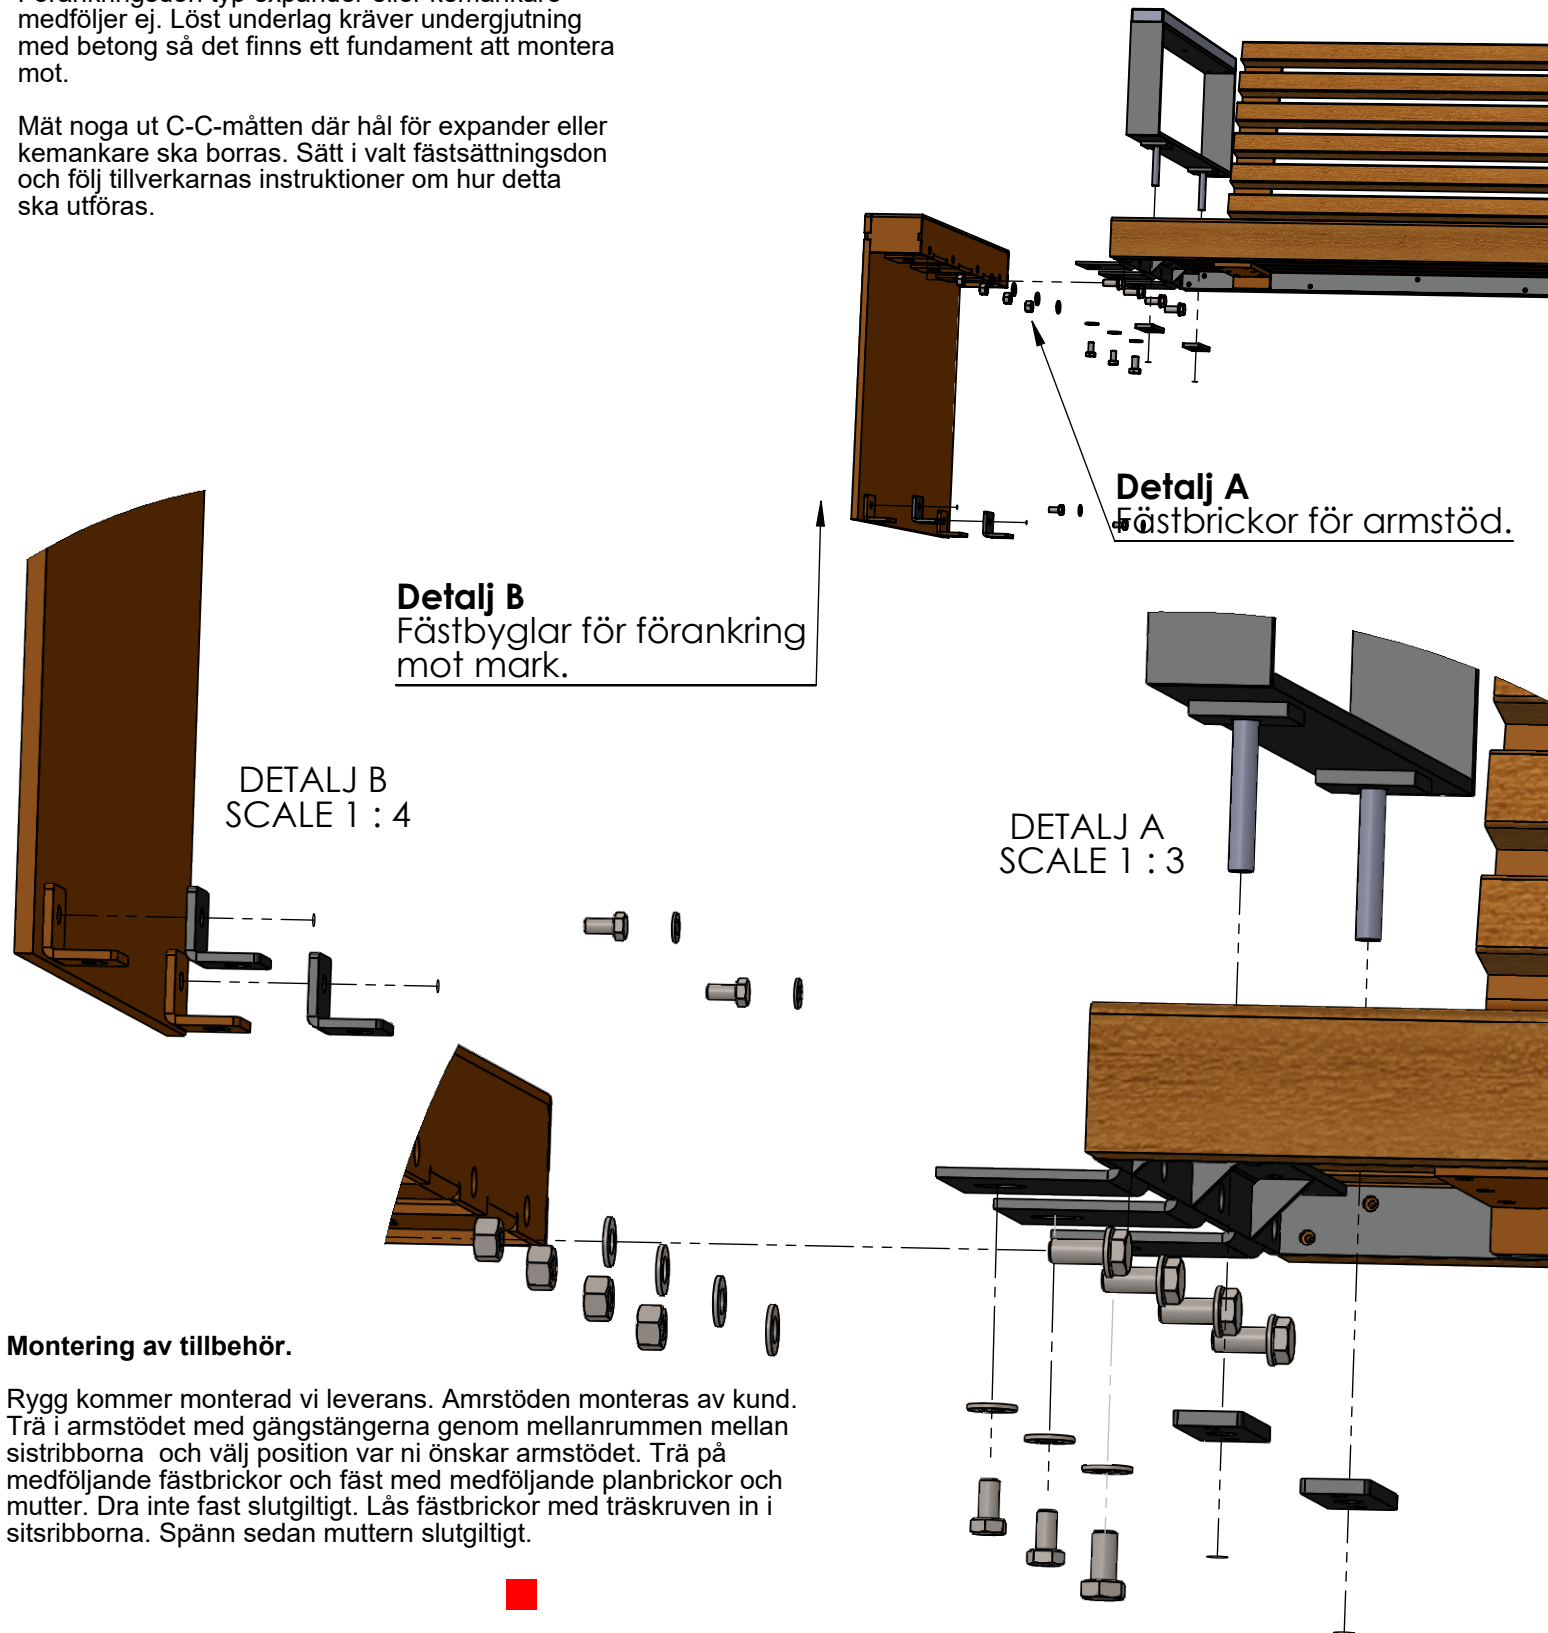 Förankringsdon typ expander eller kemankare
medföljer ej. Löst underlag kräver undergjutning
med betong så det finns ett fundament att montera
mot.
Mät noga ut C-C-måtten där hål för expander eller
kemankare ska borras. Sätt i valt fästsättningsdon
och följ tillverkarnas instruktioner om hur detta
ska utföras.
Detalj A
Fästbrickor för armstöd.
Detalj B
Fästbyglar för förankring
mot mark.
DETALJ B
SCALE 1 : 4
DETALJ A
SCALE 1 : 3
Montering av tillbehör.
Rygg kommer monterad vi leverans. Amrstöden monteras av kund.
Trä i armstödet med gängstängerna genom mellanrummen mellan
sistribborna  och välj position var ni önskar armstödet. Trä på
medföljande fästbrickor och fäst med medföljande planbrickor och
mutter. Dra inte fast slutgiltigt. Lås fästbrickor med träskruven in i
sitsribborna. Spänn sedan muttern slutgiltigt.